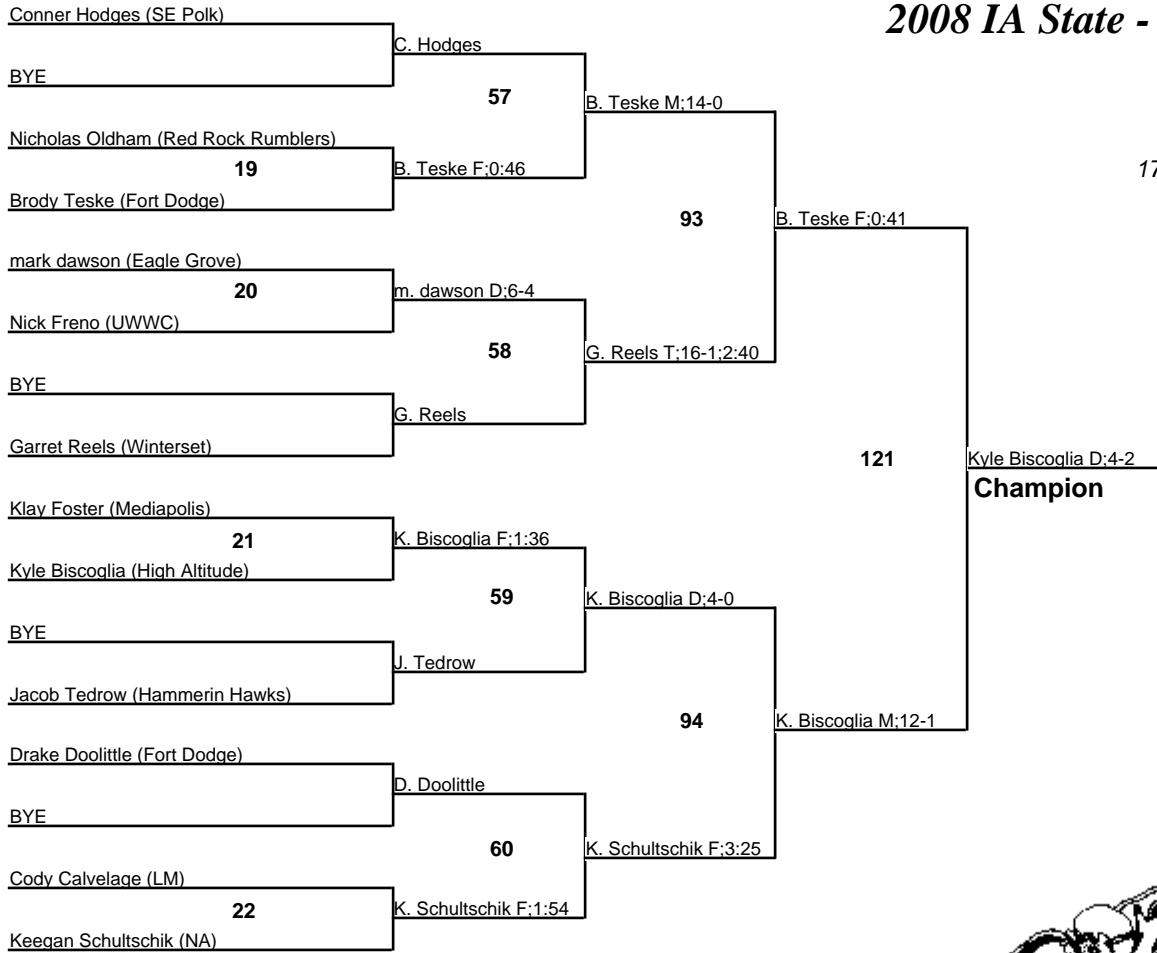 2008 IA State -
17
Conner Hodges (SE Polk)
C. Hodges
BYE
57
B. Teske M;14-0
Nicholas Oldham (Red Rock Rumblers)
19
B. Teske F;0:46
Brody Teske (Fort Dodge)
93
B. Teske F;0:41
mark dawson (Eagle Grove)
20
m. dawson D;6-4
Nick Freno (UWWC)
58
G. Reels T;16-1;2:40
BYE
G. Reels
Garret Reels (Winterset)
121
Kyle Biscoglia D;4-2
Champion
Klay Foster (Mediapolis)
21
K. Biscoglia F;1:36
Kyle Biscoglia (High Altitude)
59
K. Biscoglia D;4-0
BYE
J. Tedrow
Jacob Tedrow (Hammerin Hawks)
94
K. Biscoglia M;12-1
Drake Doolittle (Fort Dodge)
D. Doolittle
BYE
60
K. Schultschik F;3:25
Cody Calvelage (LM)
22
K. Schultschik F;1:54
Keegan Schultschik (NA)